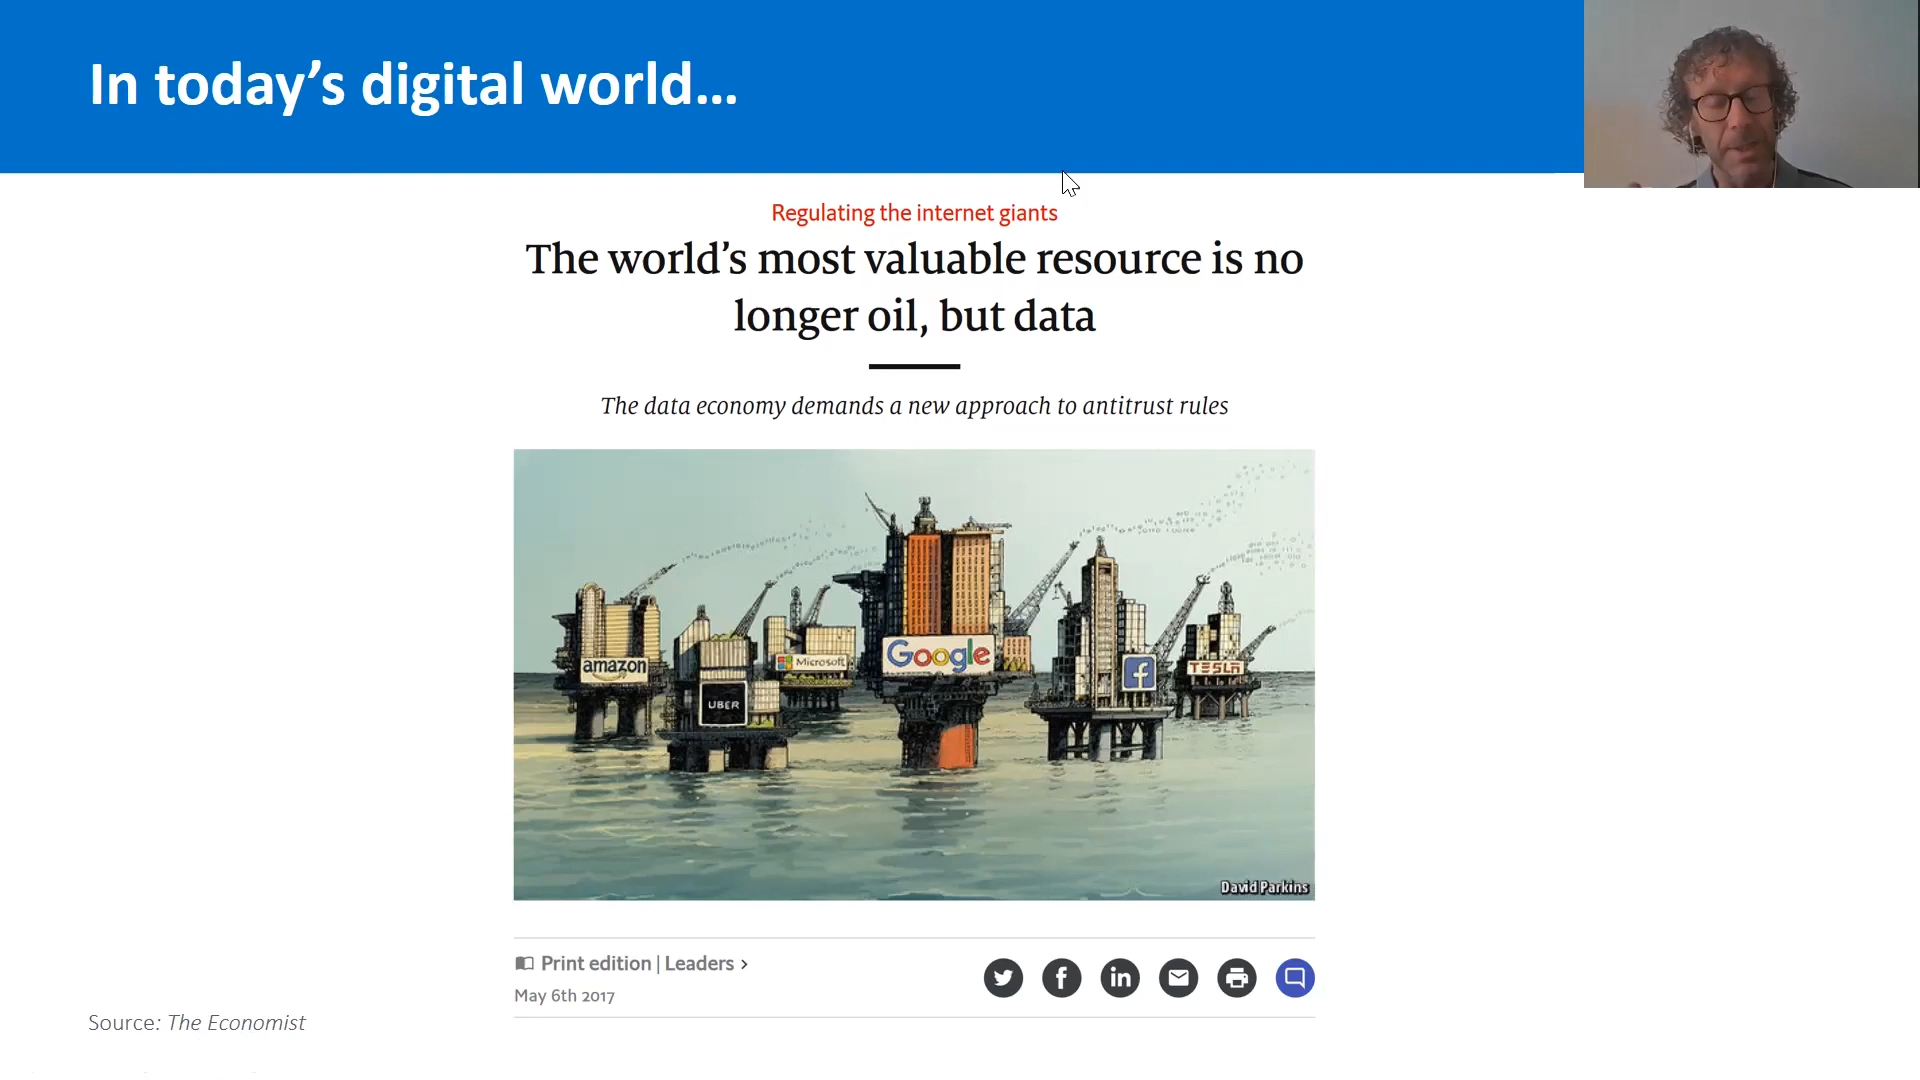 In today's digital world…
Regulating the internet giants
The world's most valuable resource is no
longer oil, but data
The data economy demands a new approach to antitrust rules
amazon
UBER
Microsoft
Google
f
TESLA
David Parkins
Print edition | Leaders ›
May 6th 2017
Source: The Economist